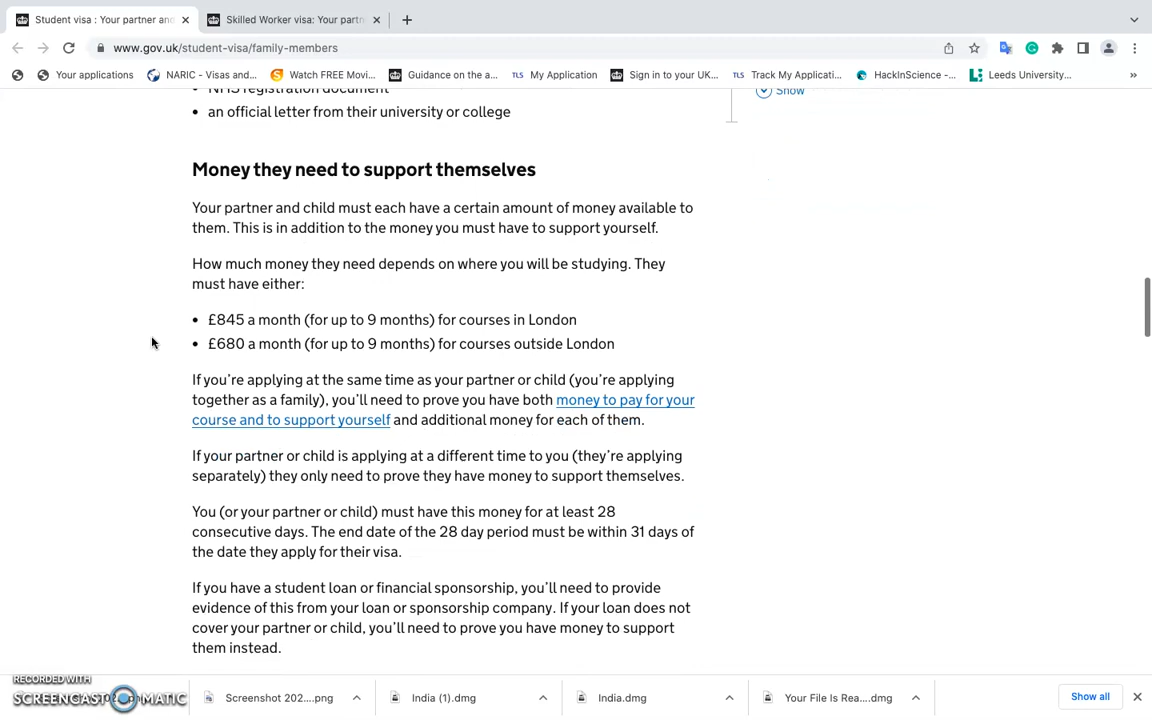 Student visa : Your partner and
Skilled Worker visa: Your partn
www.gov.uk/student-visa/family-members
Your applications
NARIC - Visas and...
Watch FREE Movi...
Guidance on the a...
TLS My Application
Sign in to your UK...
TLS Track My Applicati...
HackInScience -...
Leeds University...
»
NHS registration document
• an official letter from their university or college
Show
Money they need to support themselves
Your partner and child must each have a certain amount of money available to
them. This is in addition to the money you must have to support yourself.
How much money they need depends on where you will be studying. They
must have either:
• £845 a month (for up to 9 months) for courses in London
• £680 a month (for up to 9 months) for courses outside London
If you’re applying at the same time as your partner or child (you’re applying
together as a family), you’ll need to prove you have both money to pay for your
course and to support yourself and additional money for each of them.
If your partner or child is applying at a different time to you (they’re applying
separately) they only need to prove they have money to support themselves.
You (or your partner or child) must have this money for at least 28
consecutive days. The end date of the 28 day period must be within 31 days of
the date they apply for their visa.
If you have a student loan or financial sponsorship, you’ll need to provide
evidence of this from your loan or sponsorship company. If your loan does not
cover your partner or child, you’ll need to prove you have money to support
them instead.
RECORDED WITH
SCREENCAST-O-MATIC
Screenshot 202....png
India (1).dmg
India.dmg
Your File Is Rea....dmg
Show all